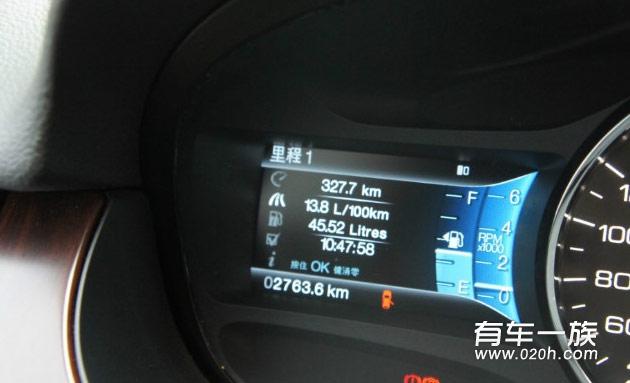 里程 1
327.7 km
13.8 L/100km
45.52 Litres
10:47:58
按住 OK 键清零
02763.6 km
F
E
6
4
RPM
x1000
2
0
100
80
60
有车一族
www.02oh.com